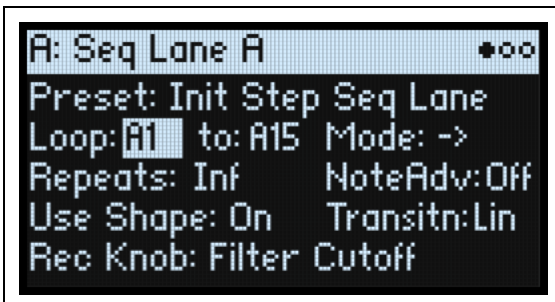 A: Seq Lane A
Preset: Init Step Seq Lane
Loop: A1 to: A15 Mode: ->
Repeats: Inf NoteAdv: Off
Use Shape: On Transitn: Lin
Rec Knob: Filter Cutoff